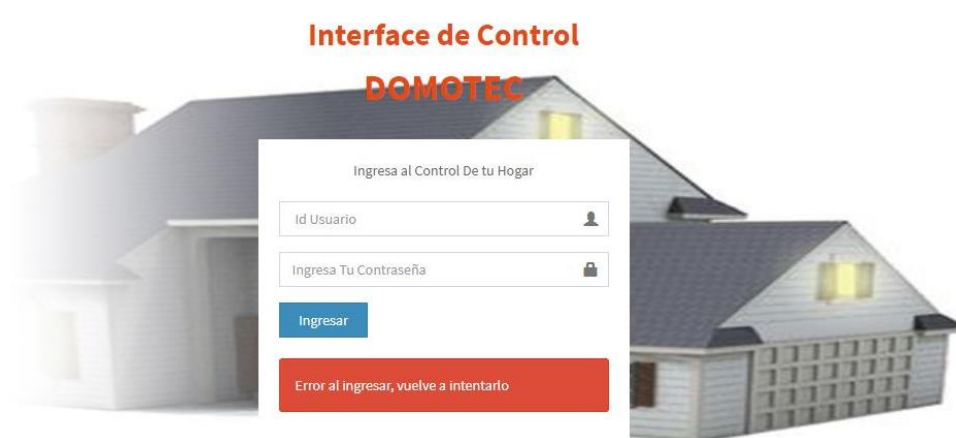 Interface de Control
DOMOTEC
Ingresa al Control De tu Hogar
Id Usuario
Ingresa Tu Contraseña
Ingresar
Error al ingresar, vuelve a intentarlo